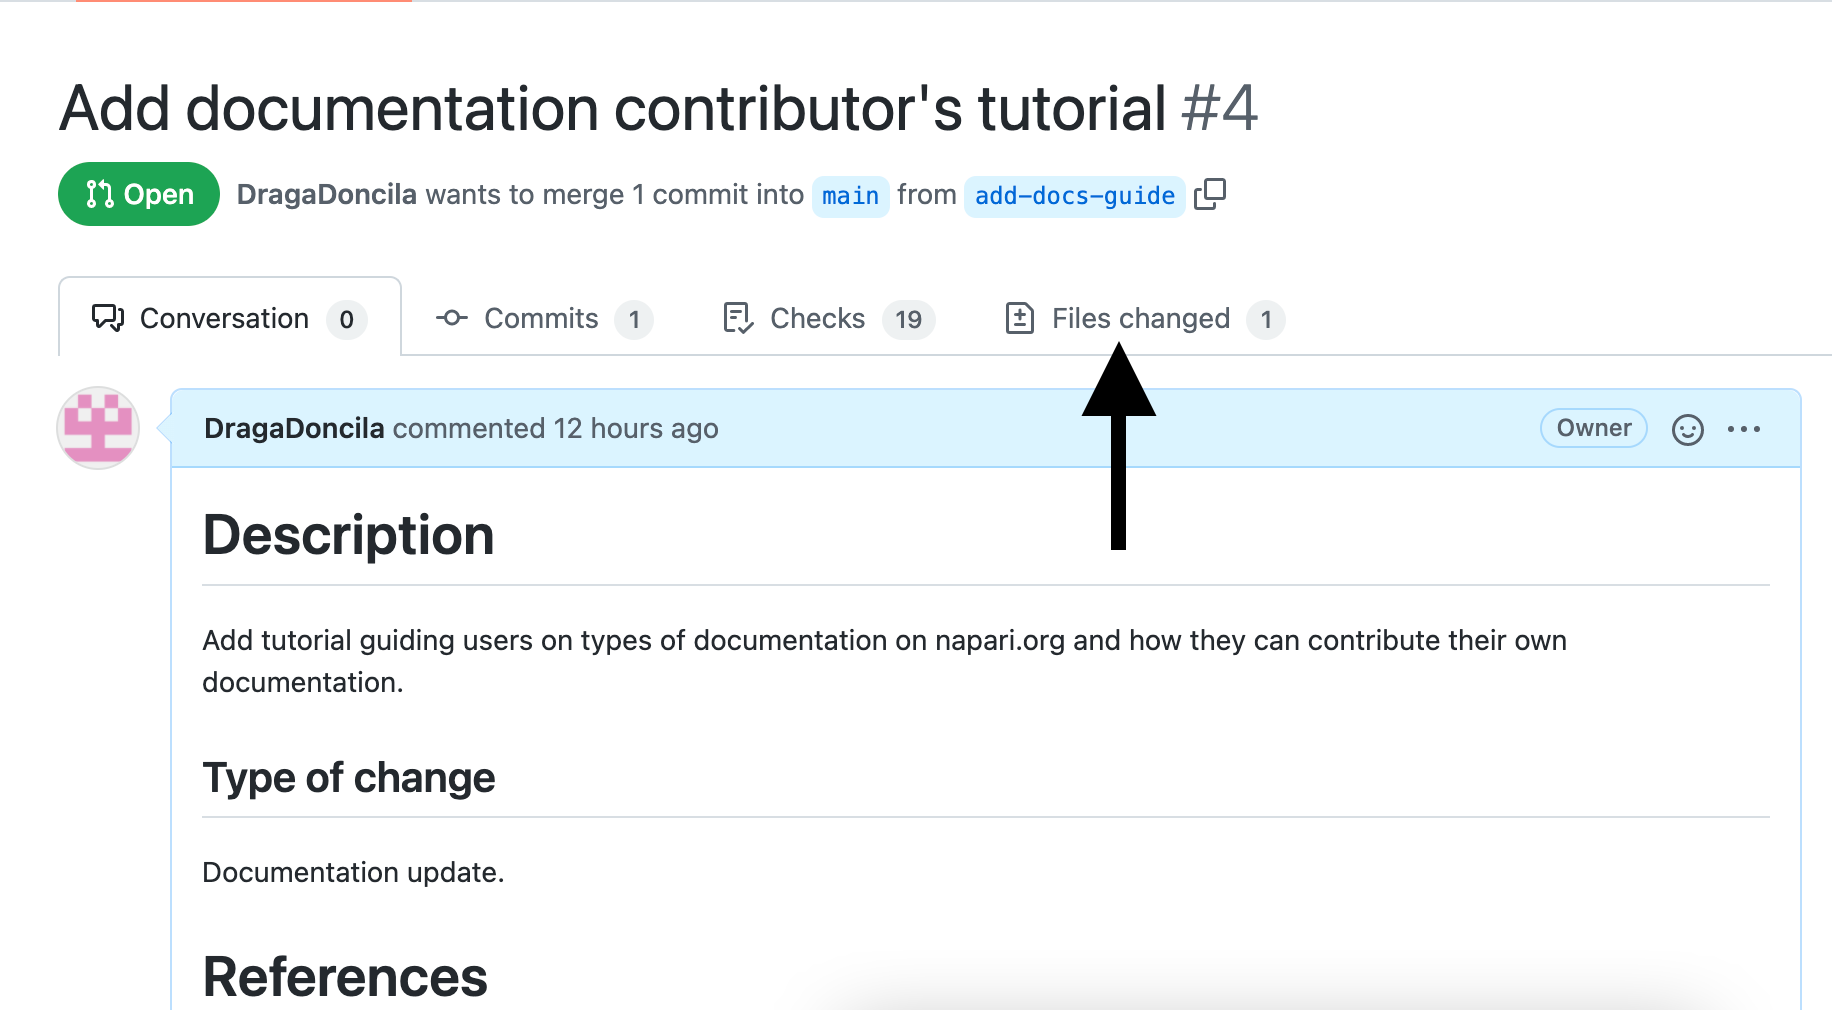 Add documentation contributor's tutorial #4
Open DragaDoncila wants to merge 1 commit into main from add-docs-guide
Conversation 0 Commits 1 Checks 19 Files changed 1
DragaDoncila commented 12 hours ago Owner
Description
Add tutorial guiding users on types of documentation on napari.org and how they can contribute their own
documentation.
Type of change
Documentation update.
References